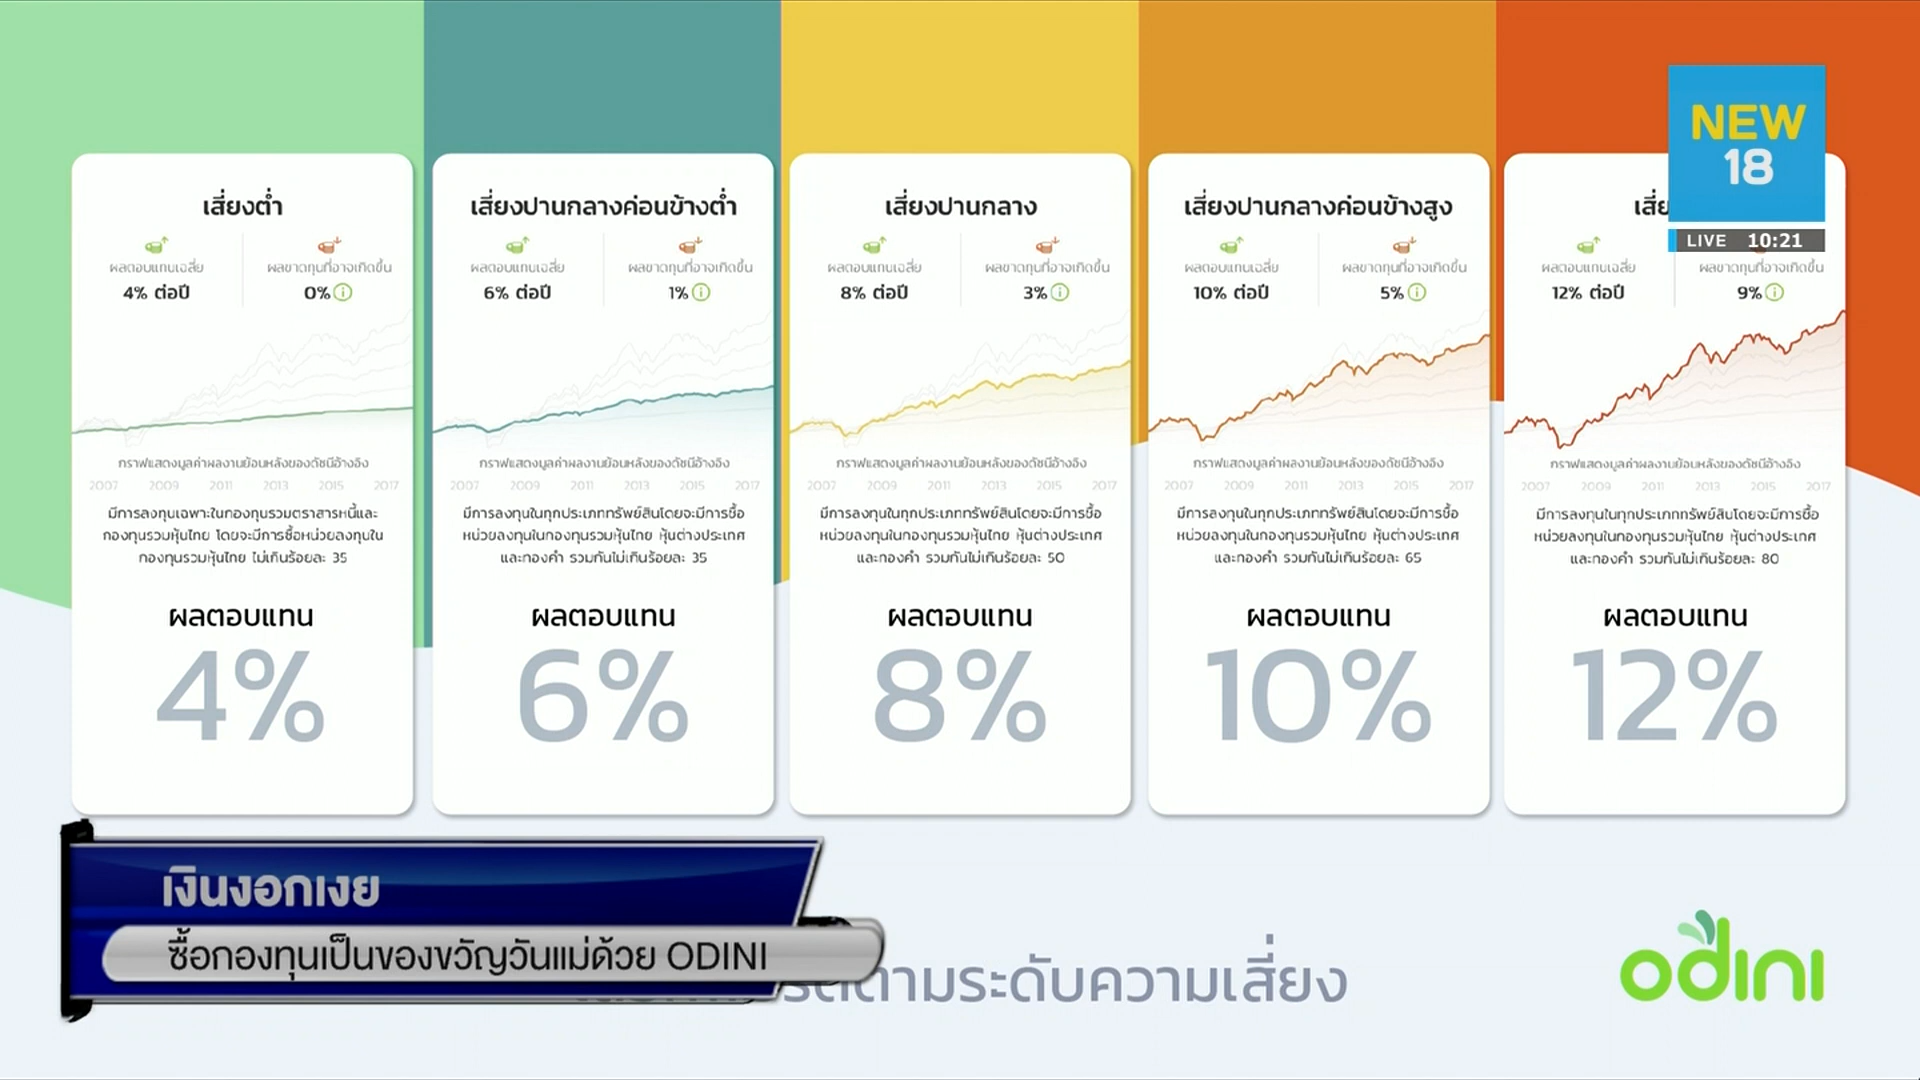 NEW
18
LIVE 10:21
เสี่ยงต่ำ
ผลตอบแทนเฉลี่ย
4% ต่อปี
ผลขาดทุนที่อาจเกิดขึ้น
0%
กราฟแสดงมูลค่าผลงานย้อนหลังของดัชนีอ้างอิง
2007 2009 2011 2013 2015 2017
มีการลงทุนเฉพาะในกองทุนรวมตราสารหนี้และ
กองทุนรวมหุ้นไทย โดยจะมีการซื้อหน่วยลงทุนใน
กองทุนรวมหุ้นไทย ไม่เกินร้อยละ 35
ผลตอบแทน
4%
เสี่ยงปานกลางค่อนข้างต่ำ
ผลตอบแทนเฉลี่ย
6% ต่อปี
ผลขาดทุนที่อาจเกิดขึ้น
1%
กราฟแสดงมูลค่าผลงานย้อนหลังของดัชนีอ้างอิง
2007 2009 2011 2013 2015 2017
มีการลงทุนในทุกประเภททรัพย์สินโดยจะมีการซื้อ
หน่วยลงทุนในกองทุนรวมหุ้นไทย หุ้นต่างประเทศ
และทองคำ รวมกันไม่เกินร้อยละ 35
ผลตอบแทน
6%
เสี่ยงปานกลาง
ผลตอบแทนเฉลี่ย
8% ต่อปี
ผลขาดทุนที่อาจเกิดขึ้น
3%
กราฟแสดงมูลค่าผลงานย้อนหลังของดัชนีอ้างอิง
2007 2009 2011 2013 2015 2017
มีการลงทุนในทุกประเภททรัพย์สินโดยจะมีการซื้อ
หน่วยลงทุนในกองทุนรวมหุ้นไทย หุ้นต่างประเทศ
และทองคำ รวมกันไม่เกินร้อยละ 50
ผลตอบแทน
8%
เสี่ยงปานกลางค่อนข้างสูง
ผลตอบแทนเฉลี่ย
10% ต่อปี
ผลขาดทุนที่อาจเกิดขึ้น
5%
กราฟแสดงมูลค่าผลงานย้อนหลังของดัชนีอ้างอิง
2007 2009 2011 2013 2015 2017
มีการลงทุนในทุกประเภททรัพย์สินโดยจะมีการซื้อ
หน่วยลงทุนในกองทุนรวมหุ้นไทย หุ้นต่างประเทศ
และทองคำ รวมกันไม่เกินร้อยละ 65
ผลตอบแทน
10%
ผลตอบแทนเฉลี่ย
12% ต่อปี
ผลขาดทุนที่อาจเกิดขึ้น
9%
กราฟแสดงมูลค่าผลงานย้อนหลังของดัชนีอ้างอิง
2007 2009 2011 2013 2015 2017
มีการลงทุนในทุกประเภททรัพย์สินโดยจะมีการซื้อ
หน่วยลงทุนในกองทุนรวมหุ้นไทย หุ้นต่างประเทศ
และทองคำ รวมกันไม่เกินร้อยละ 80
ผลตอบแทน
12%
เงินงอกเงย
ซื้อกองทุนเป็นของขวัญวันแม่ด้วย ODINI
ตามระดับความเสี่ยง
odini